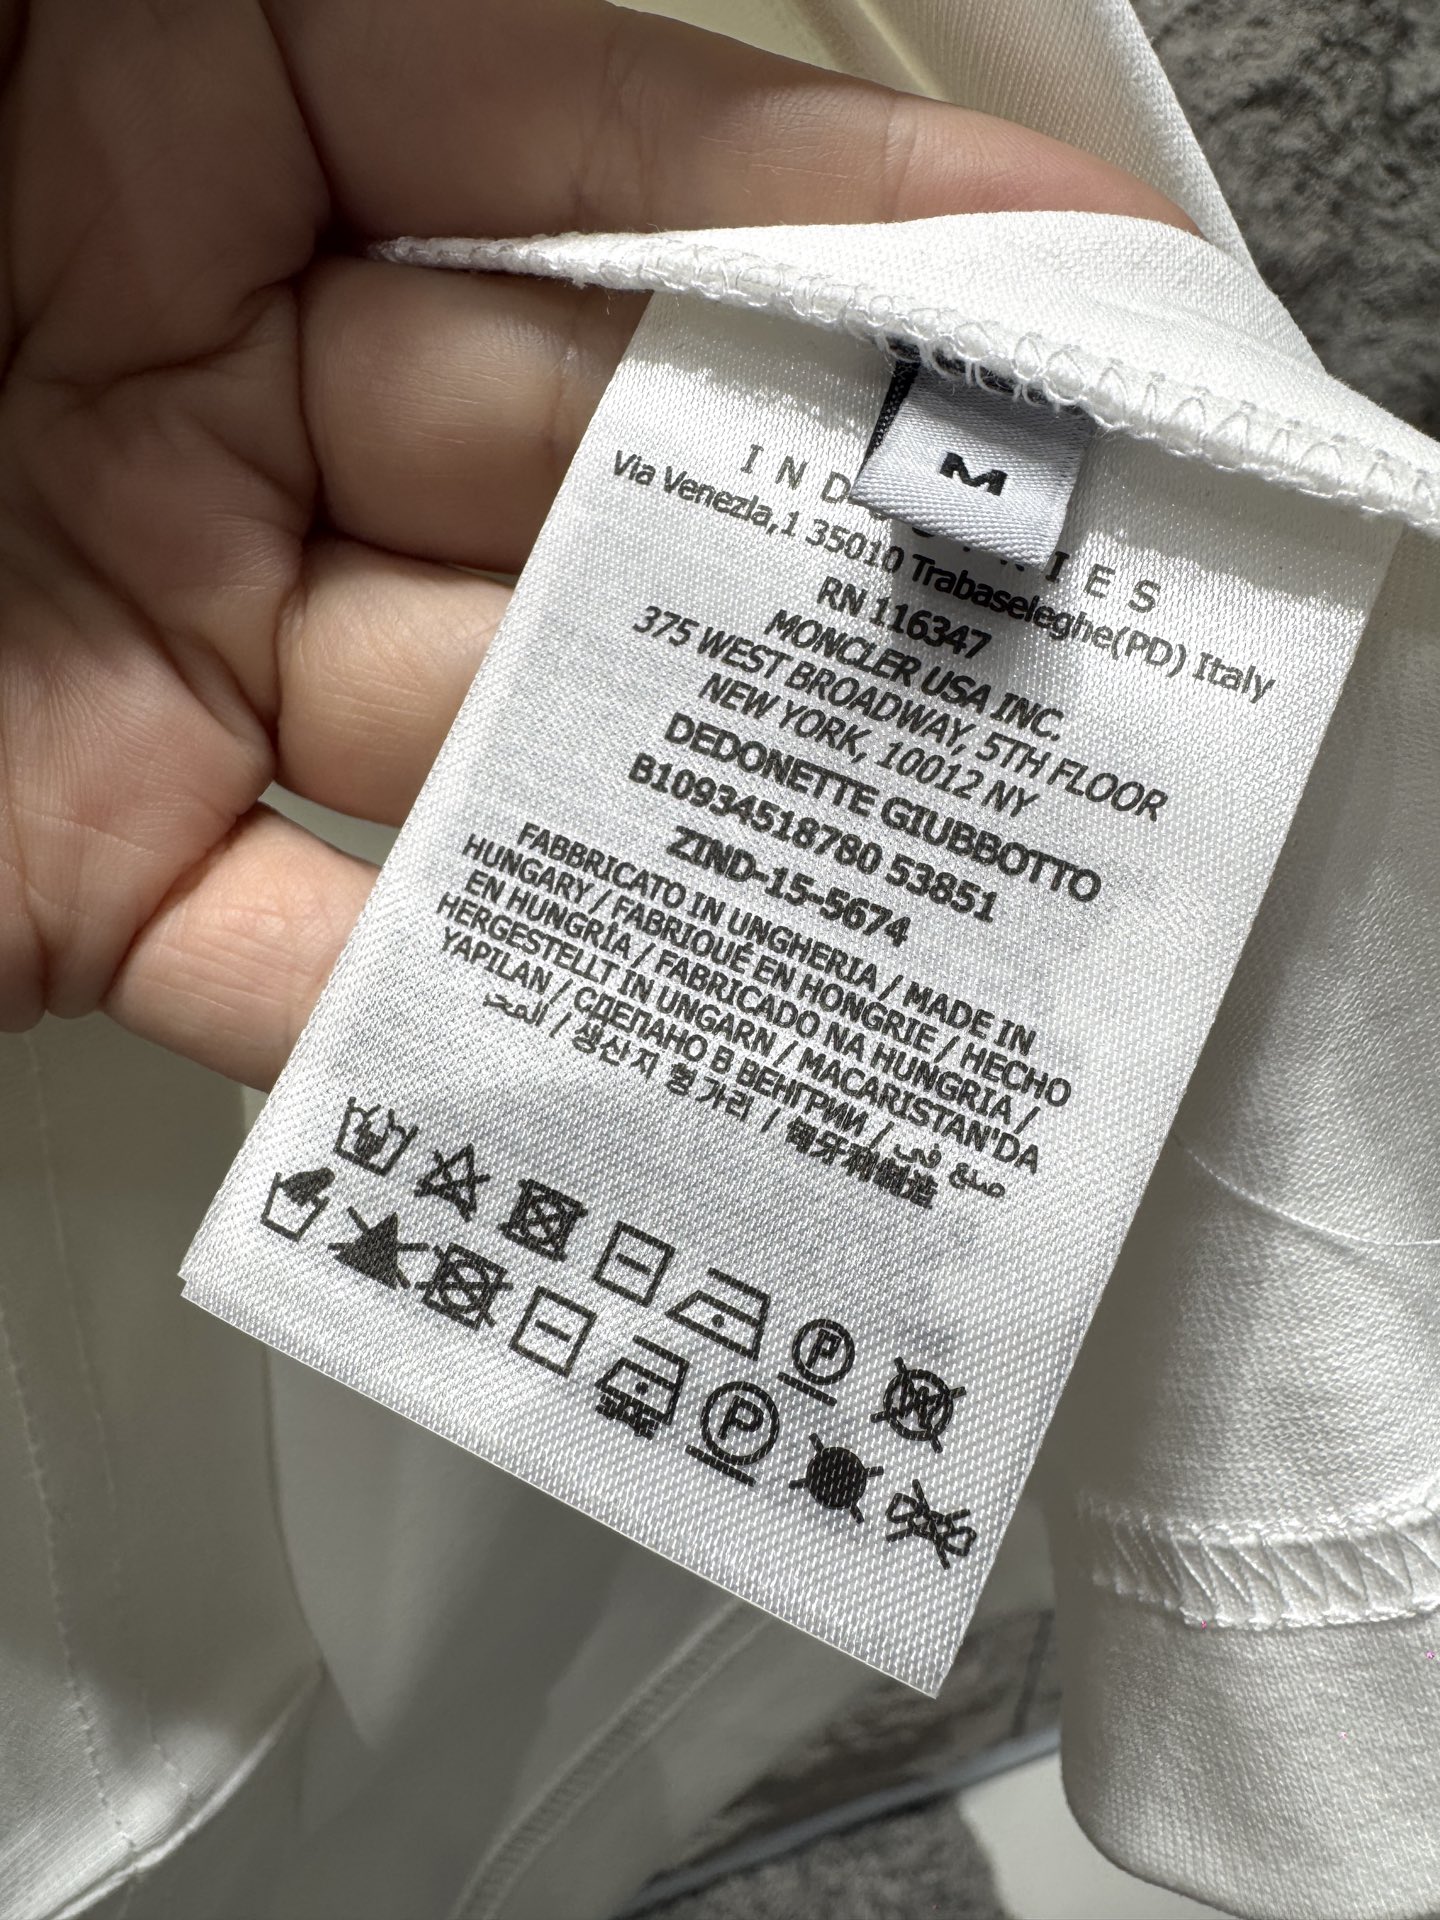 M
INDUSTRIES
Via Venezia,1 35010 Trabaseleghe(PD) Italy
RN 116347
MONCLER USA INC.
375 WEST BROADWAY, 5TH FLOOR
NEW YORK, 10012 NY
DEDONETTE GIUBBOTTO
B10934518780 53851
ZIND-15-5674
FABBRICATO IN UNGHERIA / MADE IN
HUNGARY / FABRIQUÉ EN HONGRIE / HECHO
EN HUNGRÍA / FABRICADO NA HUNGRIA /
HERGESTELLT IN UNGARN / MACARISTAN'DA
YAPILAN / СДЕЛАНО В ВЕНГРИИ / صنع في
المجر / 생산지 헝가리 / 匈牙利制造
P
W
P